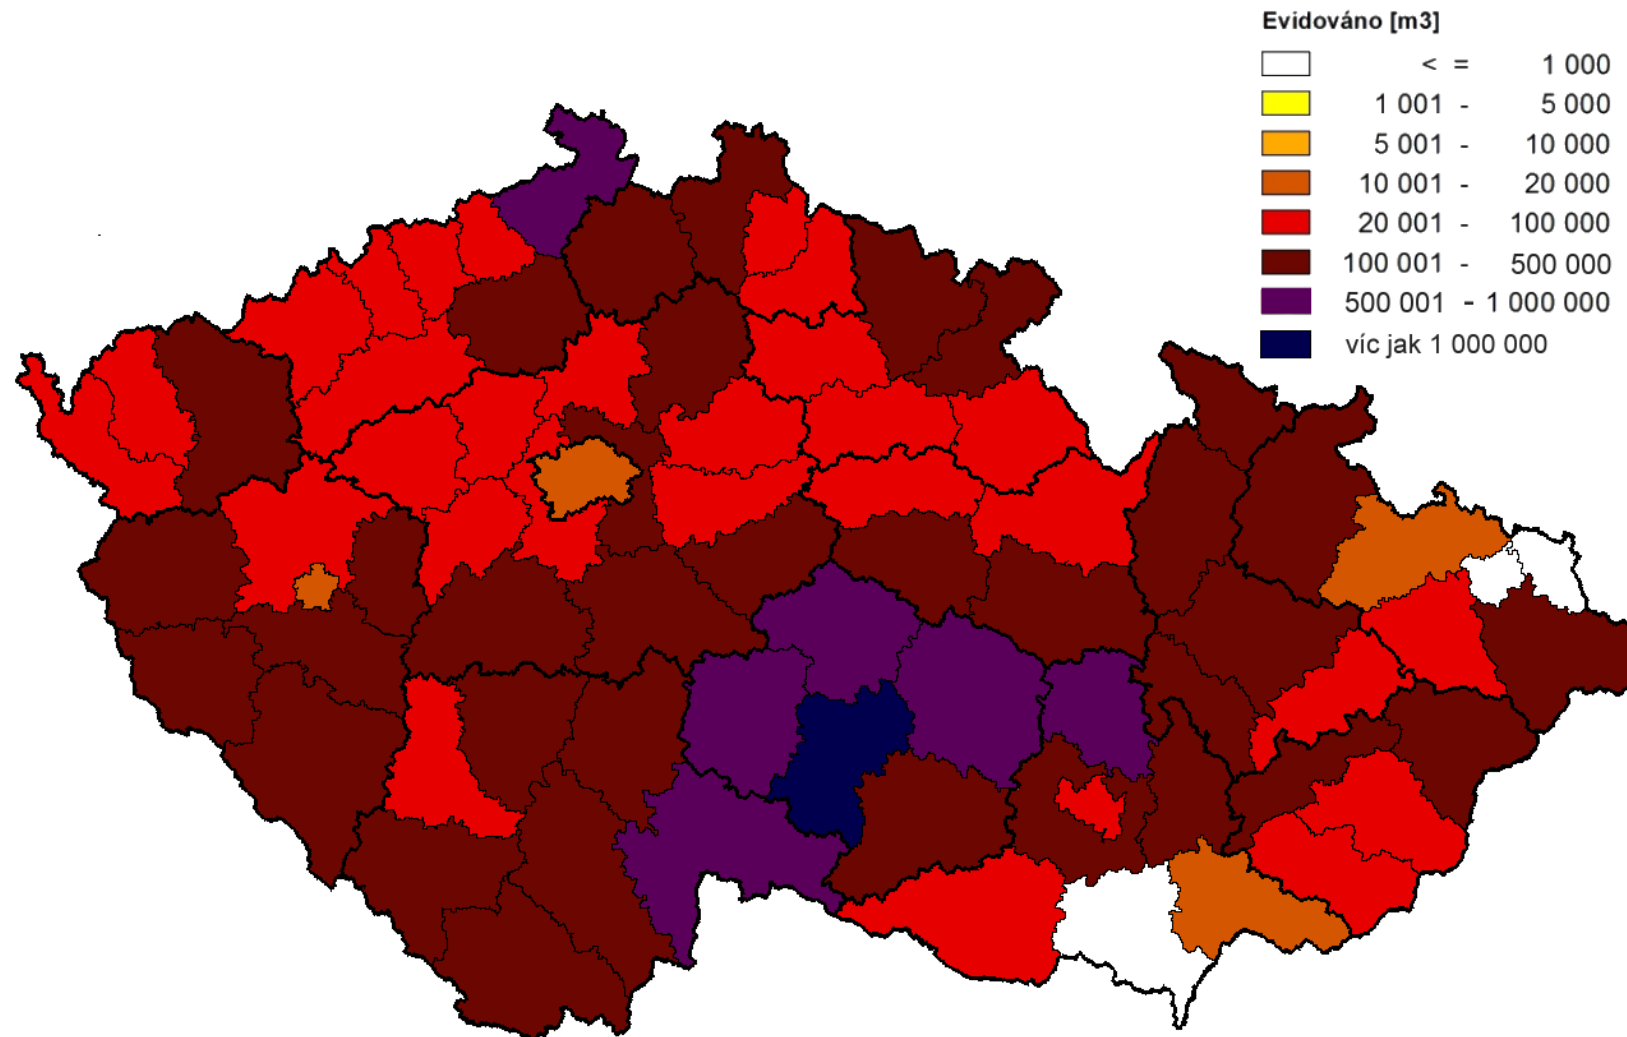 Evidováno [m3]
< = 1 000
1 001 - 5 000
5 001 - 10 000
10 001 - 20 000
20 001 - 100 000
100 001 - 500 000
500 001 - 1 000 000
víc jak 1 000 000